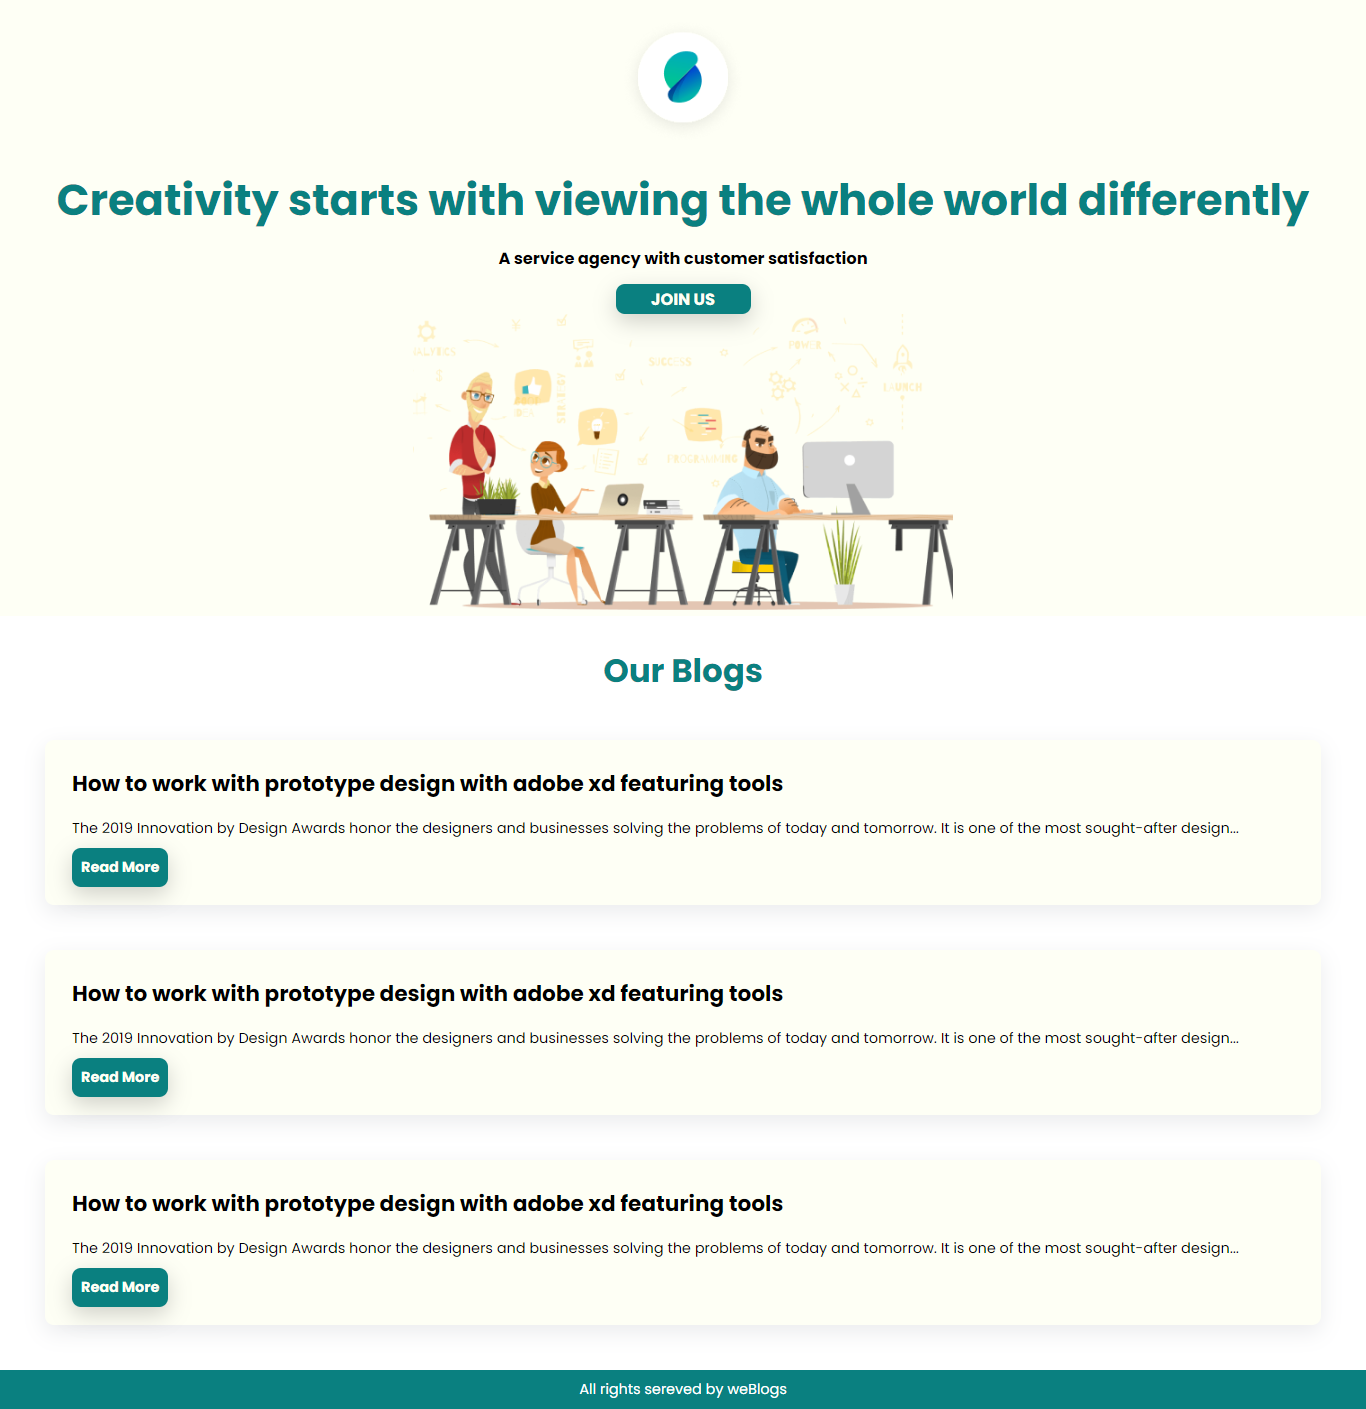 Creativity starts with viewing the whole world differently
A service agency with customer satisfaction
JOIN US
POWER
SUCCESS
LAUNCH
PROGRAMMING
Our Blogs
How to work with prototype design with adobe xd featuring tools
The 2019 Innovation by Design Awards honor the designers and businesses solving the problems of today and tomorrow. It is one of the most sought-after design...
Read More
How to work with prototype design with adobe xd featuring tools
The 2019 Innovation by Design Awards honor the designers and businesses solving the problems of today and tomorrow. It is one of the most sought-after design...
Read More
How to work with prototype design with adobe xd featuring tools
The 2019 Innovation by Design Awards honor the designers and businesses solving the problems of today and tomorrow. It is one of the most sought-after design...
Read More
All rights sereved by weBlogs